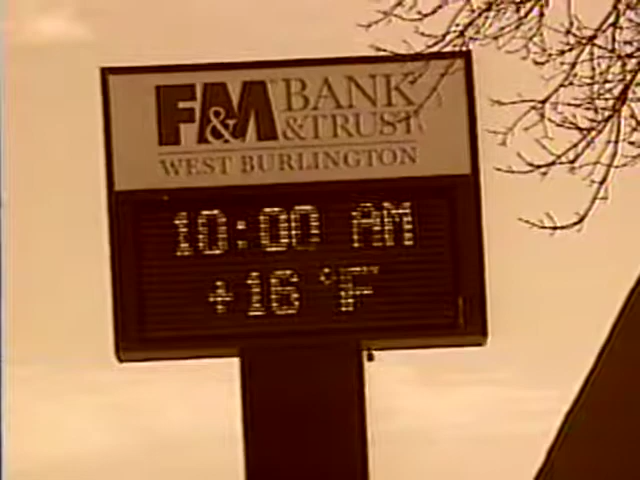 F&M BANK
&TRUST
WEST BURLINGTON
10:00 AM
+16 °F